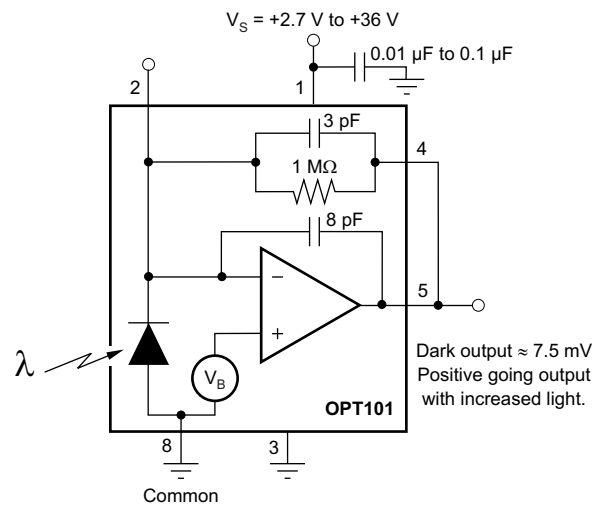 V_S = +2.7 V to +36 V
0.01 µF to 0.1 µF
2
1
3 pF
4
1 MΩ
8 pF
−
5
+
λ
V_B
Dark output ≈ 7.5 mV
Positive going output
with increased light.
OPT101
8
3
Common